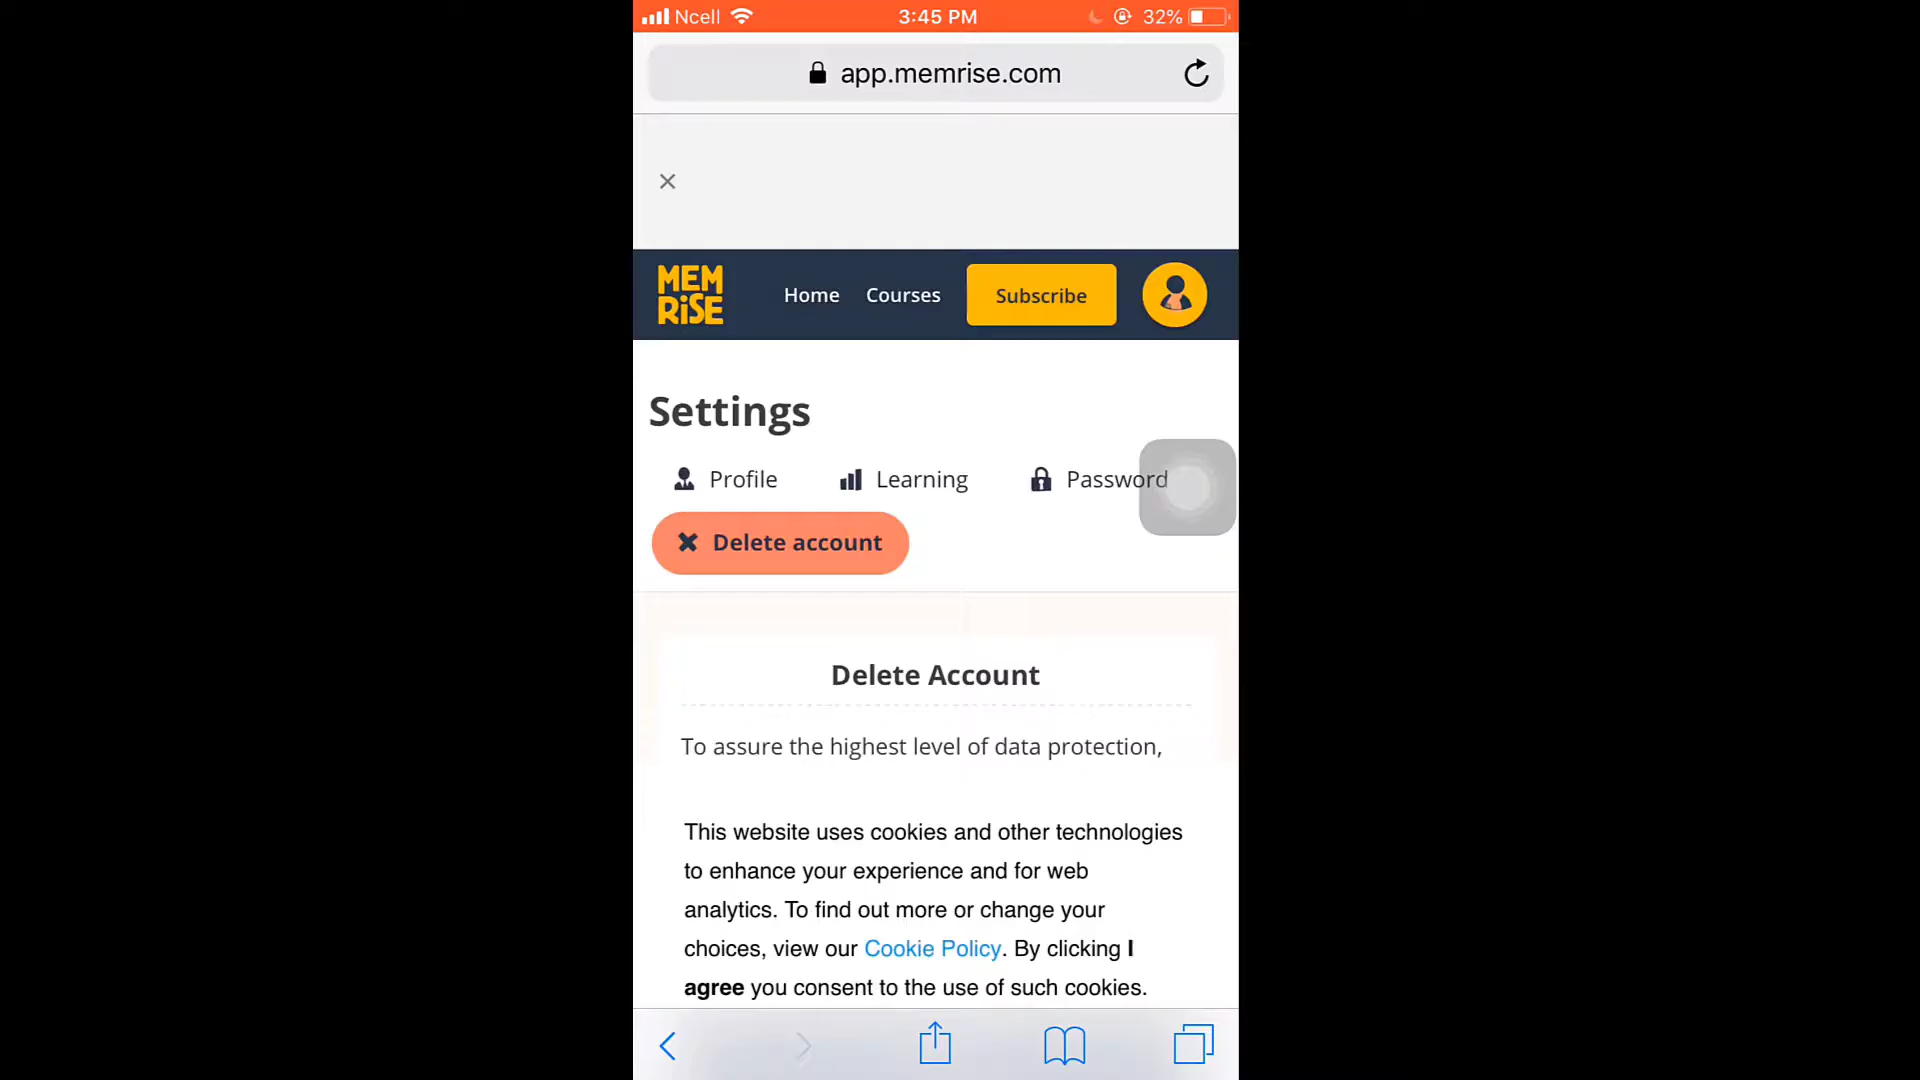 Ncell
3:45 PM
32%
app.memrise.com
MEM
RiSE
Home
Courses
Subscribe
Settings
Profile
Learning
Password
Delete account
Delete Account
To assure the highest level of data protection,
This website uses cookies and other technologies
to enhance your experience and for web
analytics. To find out more or change your
choices, view our Cookie Policy. By clicking I
agree you consent to the use of such cookies.